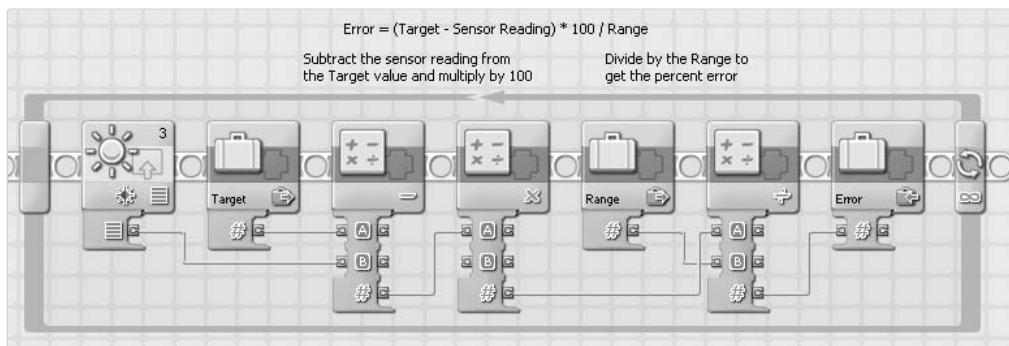 Error = (Target - Sensor Reading) * 100 / Range
Subtract the sensor reading from
the Target value and multiply by 100
Divide by the Range to
get the percent error
3
Target
Range
Error
# A A # A #
B B B
# # #